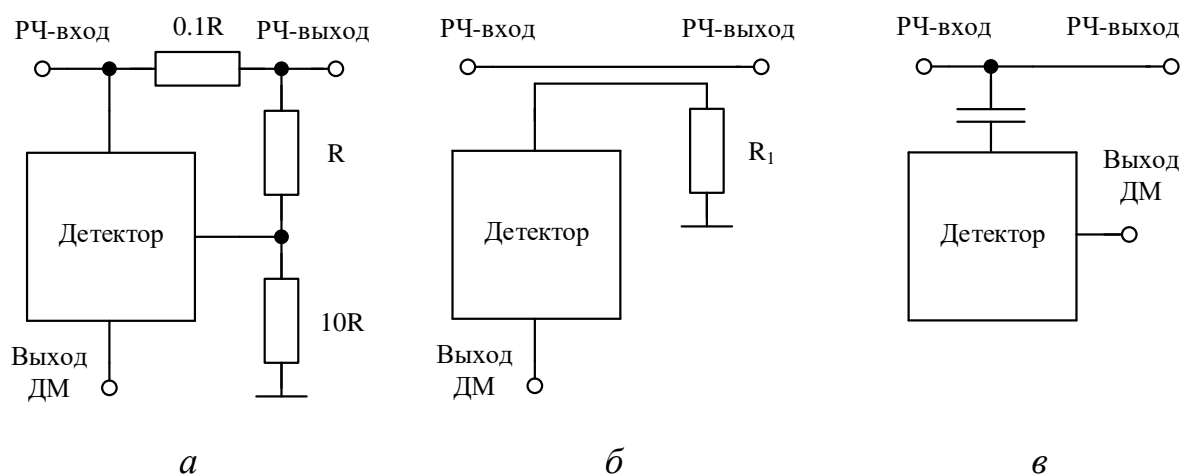 РЧ-вход
0.1R
РЧ-выход
R
Детектор
10R
Выход
ДМ
а
РЧ-вход
РЧ-выход
R₁
Детектор
Выход
ДМ
б
РЧ-вход
РЧ-выход
Выход
ДМ
Детектор
в